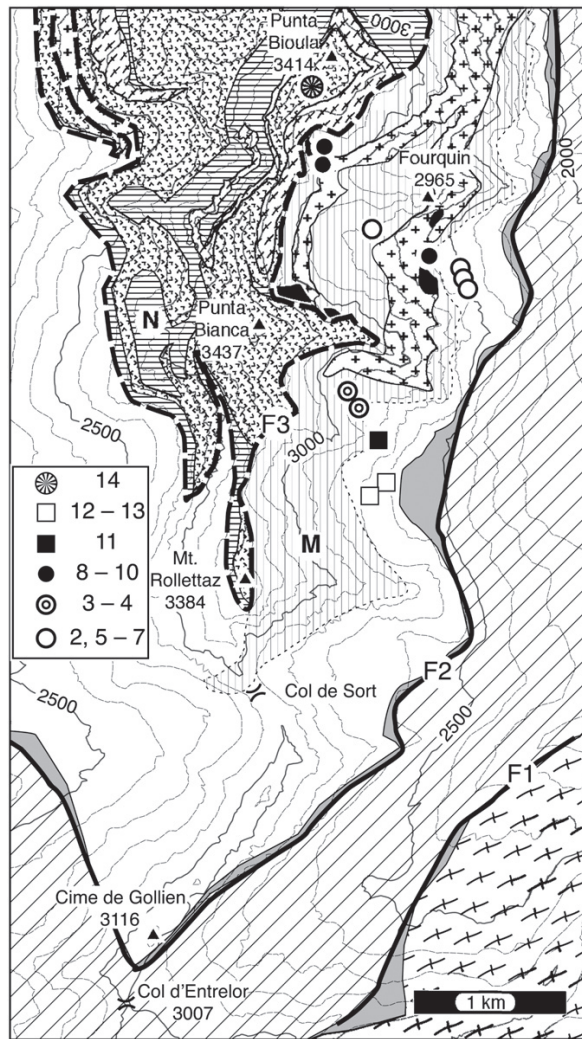 Punta
Bioula
3414
3000
2000
Fourquin
2965
N
Punta
Bianca
3437
2500
F3
3000
14
12 – 13
11
8 – 10
3 – 4
2, 5 – 7
M
Mt.
Rollettaz
3384
Col de Sort
F2
2500
2500
F1
Cime de Gollien
3116
Col d'Entrelor
3007
1 km